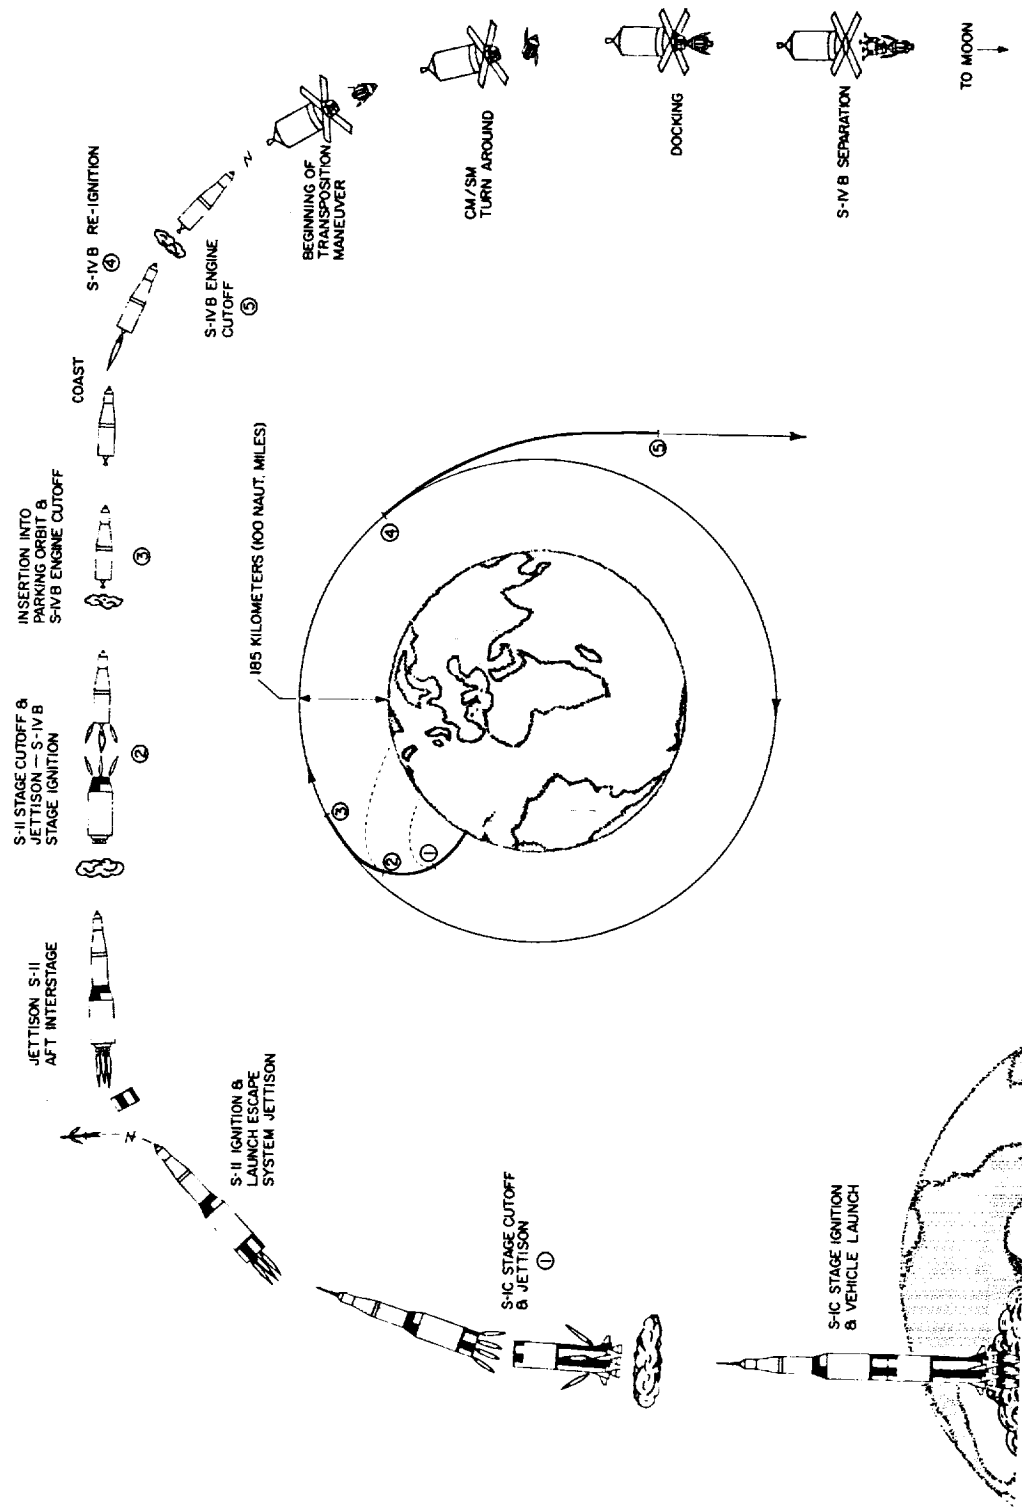 S-IC STAGE IGNITION
& VEHICLE LAUNCH
S-IC STAGE CUTOFF
& JETTISON
①
S-II IGNITION &
LAUNCH ESCAPE
SYSTEM JETTISON
JETTISON S-II
AFT INTERSTAGE
S-II STAGE CUTOFF &
JETTISON — S-IVB
STAGE IGNITION
②
INSERTION INTO
PARKING ORBIT &
S-IVB ENGINE CUTOFF
③
COAST
S-IVB RE-IGNITION
④
S-IVB ENGINE
CUTOFF
⑤
BEGINNING OF
TRANSPOSITION
MANEUVER
CM/SM
TURN AROUND
DOCKING
S-IVB SEPARATION
TO MOON
185 KILOMETERS (100 NAUT. MILES)
①
②
③
④
⑤